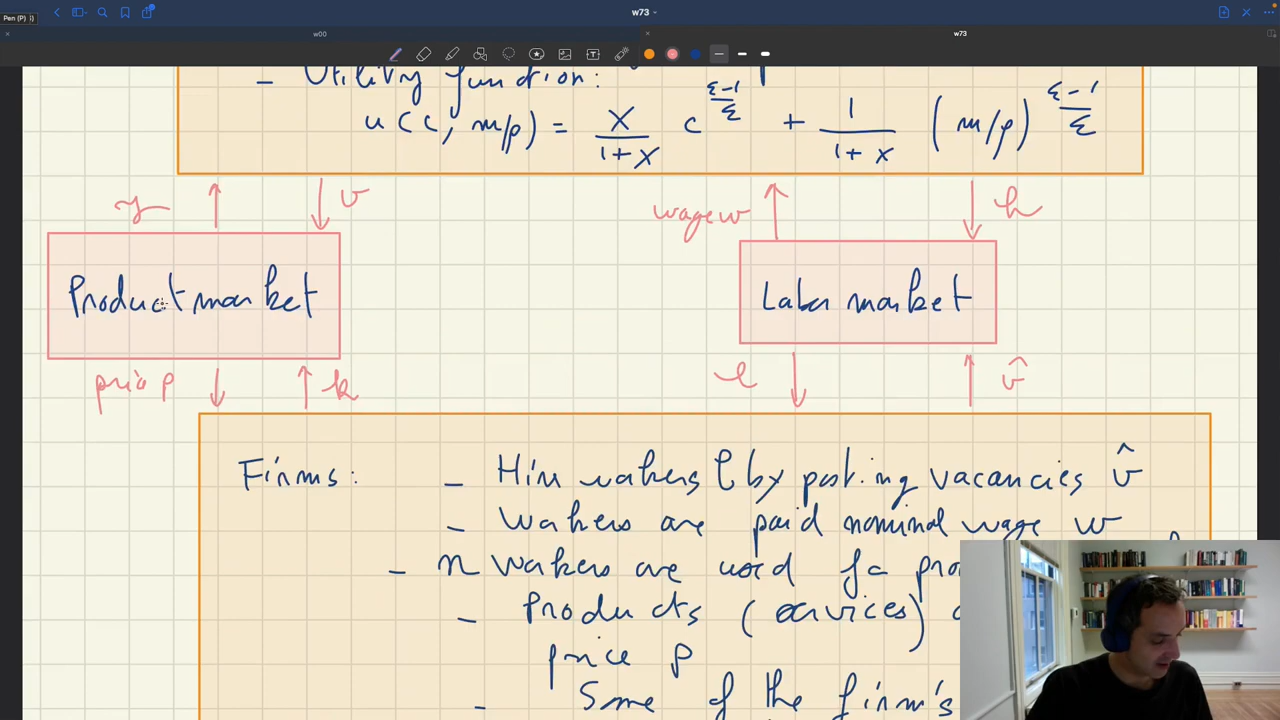 Pen (P)
w73
w00
w73
- Utility function:
u(c, m/p) = χ/(1+χ) c^((ε-1)/ε) + 1/(1+χ) (m/p)^((ε-1)/ε)
y v
wage w h
Product market
Labor market
price p k
l v̂
Firms: - Hire workers l by posting vacancies v̂
- workers are paid nominal wage w
- n workers are used for pro
- Products (services)
price p
- Some of the firm's